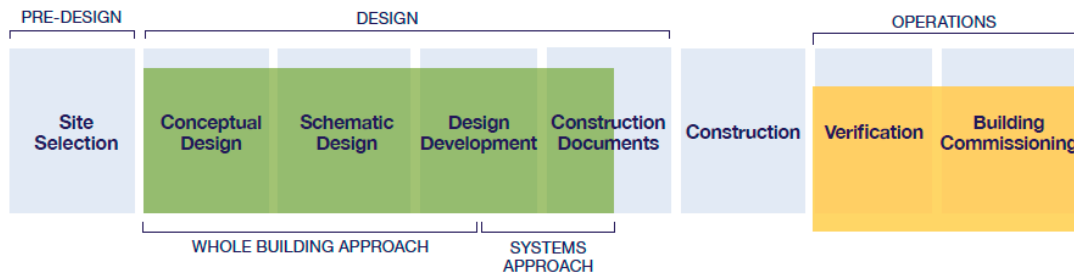 PRE-DESIGN
DESIGN
OPERATIONS
Site
Selection
Conceptual
Design
Schematic
Design
Design
Development
Construction
Documents
Construction
Verification
Building
Commissioning
WHOLE BUILDING APPROACH
SYSTEMS
APPROACH